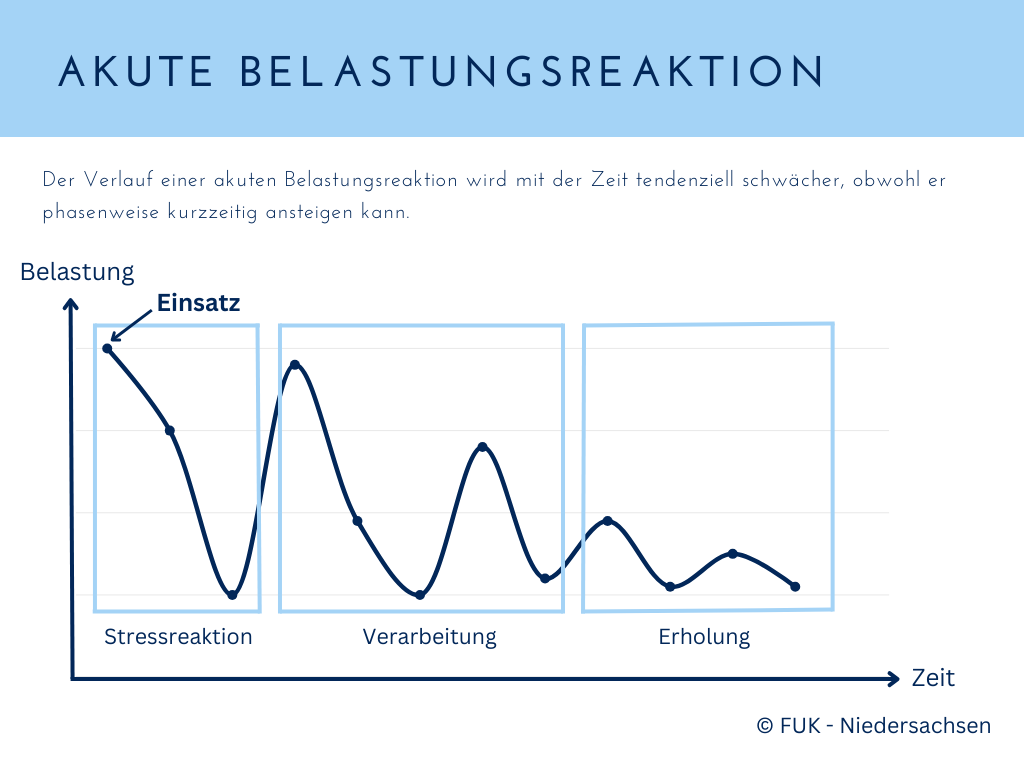 AKUTE BELASTUNGSREAKTION
Der Verlauf einer akuten Belastungsreaktion wird mit der Zeit tendenziell schwächer, obwohl er
phasenweise kurzzeitig ansteigen kann.
Belastung
Einsatz
Stressreaktion
Verarbeitung
Erholung
Zeit
© FUK - Niedersachsen